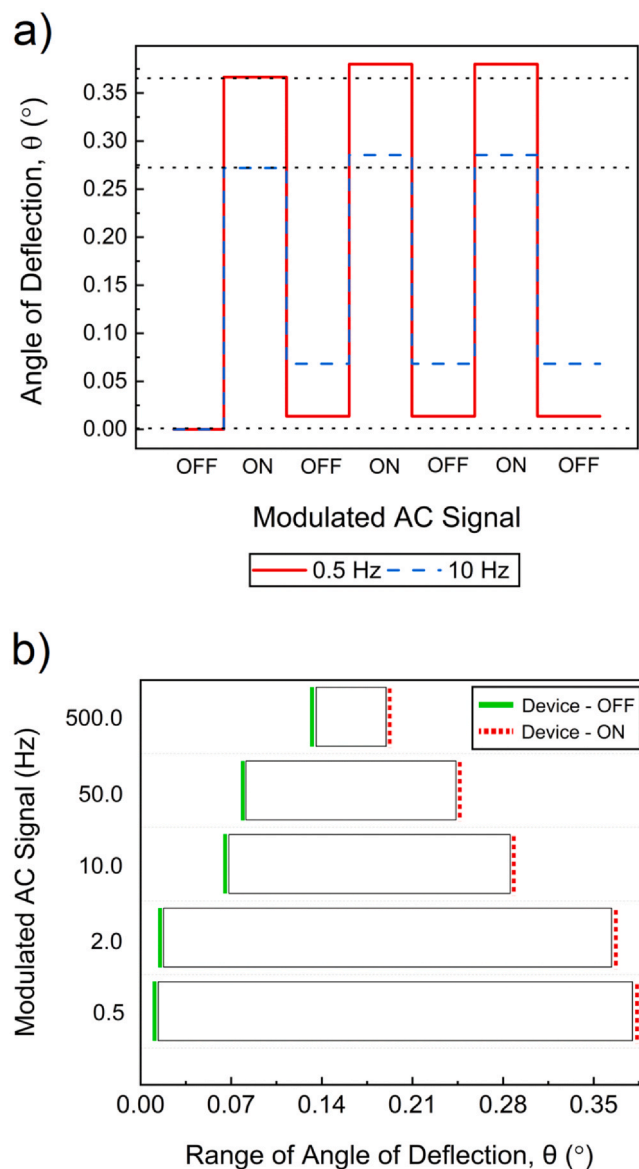 a)
Angle of Deflection, θ (°)
0.35
0.30
0.25
0.20
0.15
0.10
0.05
0.00
OFF ON OFF ON OFF ON OFF
Modulated AC Signal
0.5 Hz 10 Hz
b)
Modulated AC Signal (Hz)
500.0
50.0
10.0
2.0
0.5
Device - OFF
Device - ON
0.00 0.07 0.14 0.21 0.28 0.35
Range of Angle of Deflection, θ (°)